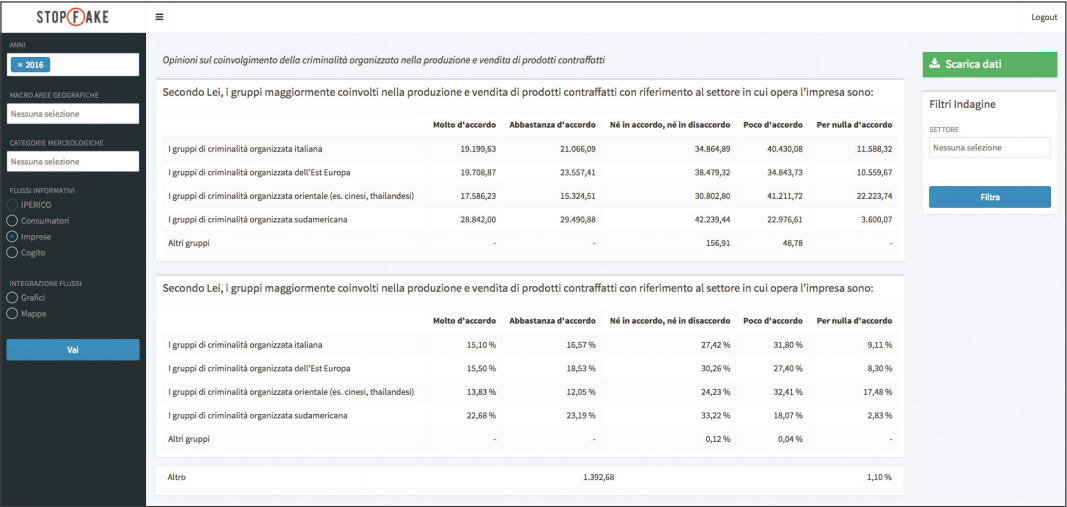 STOP FAKE
Logout
ANNI
× 2016
MACRO AREE GEOGRAFICHE
Nessuna selezione
CATEGORIE MERCEOLOGICHE
Nessuna selezione
FLUSSI INFORMATIVI
IPERICO
Consumatori
Imprese
Cogito
INTEGRAZIONE FLUSSI
Grafici
Mappe
Vai
Opinioni sul coinvolgimento della criminalità organizzata nella produzione e vendita di prodotti contraffatti
Secondo Lei, i gruppi maggiormente coinvolti nella produzione e vendita di prodotti contraffatti con riferimento al settore in cui opera l'impresa sono:
Molto d'accordo Abbastanza d'accordo Né in accordo, né in disaccordo Poco d'accordo Per nulla d'accordo
I gruppi di criminalità organizzata italiana 19.199,63 21.066,09 34.864,89 40.430,08 11.588,32
I gruppi di criminalità organizzata dell'Est Europa 19.708,87 23.557,41 38.479,32 34.843,73 10.559,67
I gruppi di criminalità organizzata orientale (es. cinesi, thailandesi) 17.586,23 15.324,51 30.802,80 41.211,72 22.223,74
I gruppi di criminalità organizzata sudamericana 28.842,00 29.490,88 42.239,44 22.976,61 3.600,07
Altri gruppi - - 156,91 48,78 -
Secondo Lei, i gruppi maggiormente coinvolti nella produzione e vendita di prodotti contraffatti con riferimento al settore in cui opera l'impresa sono:
Molto d'accordo Abbastanza d'accordo Né in accordo, né in disaccordo Poco d'accordo Per nulla d'accordo
I gruppi di criminalità organizzata italiana 15,10 % 16,57 % 27,42 % 31,80 % 9,11 %
I gruppi di criminalità organizzata dell'Est Europa 15,50 % 18,53 % 30,26 % 27,40 % 8,30 %
I gruppi di criminalità organizzata orientale (es. cinesi, thailandesi) 13,83 % 12,05 % 24,23 % 32,41 % 17,48 %
I gruppi di criminalità organizzata sudamericana 22,68 % 23,19 % 33,22 % 18,07 % 2,83 %
Altri gruppi - - 0,12 % 0,04 % -
Altro 1.392,68 1,10 %
Scarica dati
Filtri Indagine
SETTORE
Nessuna selezione
Filtra